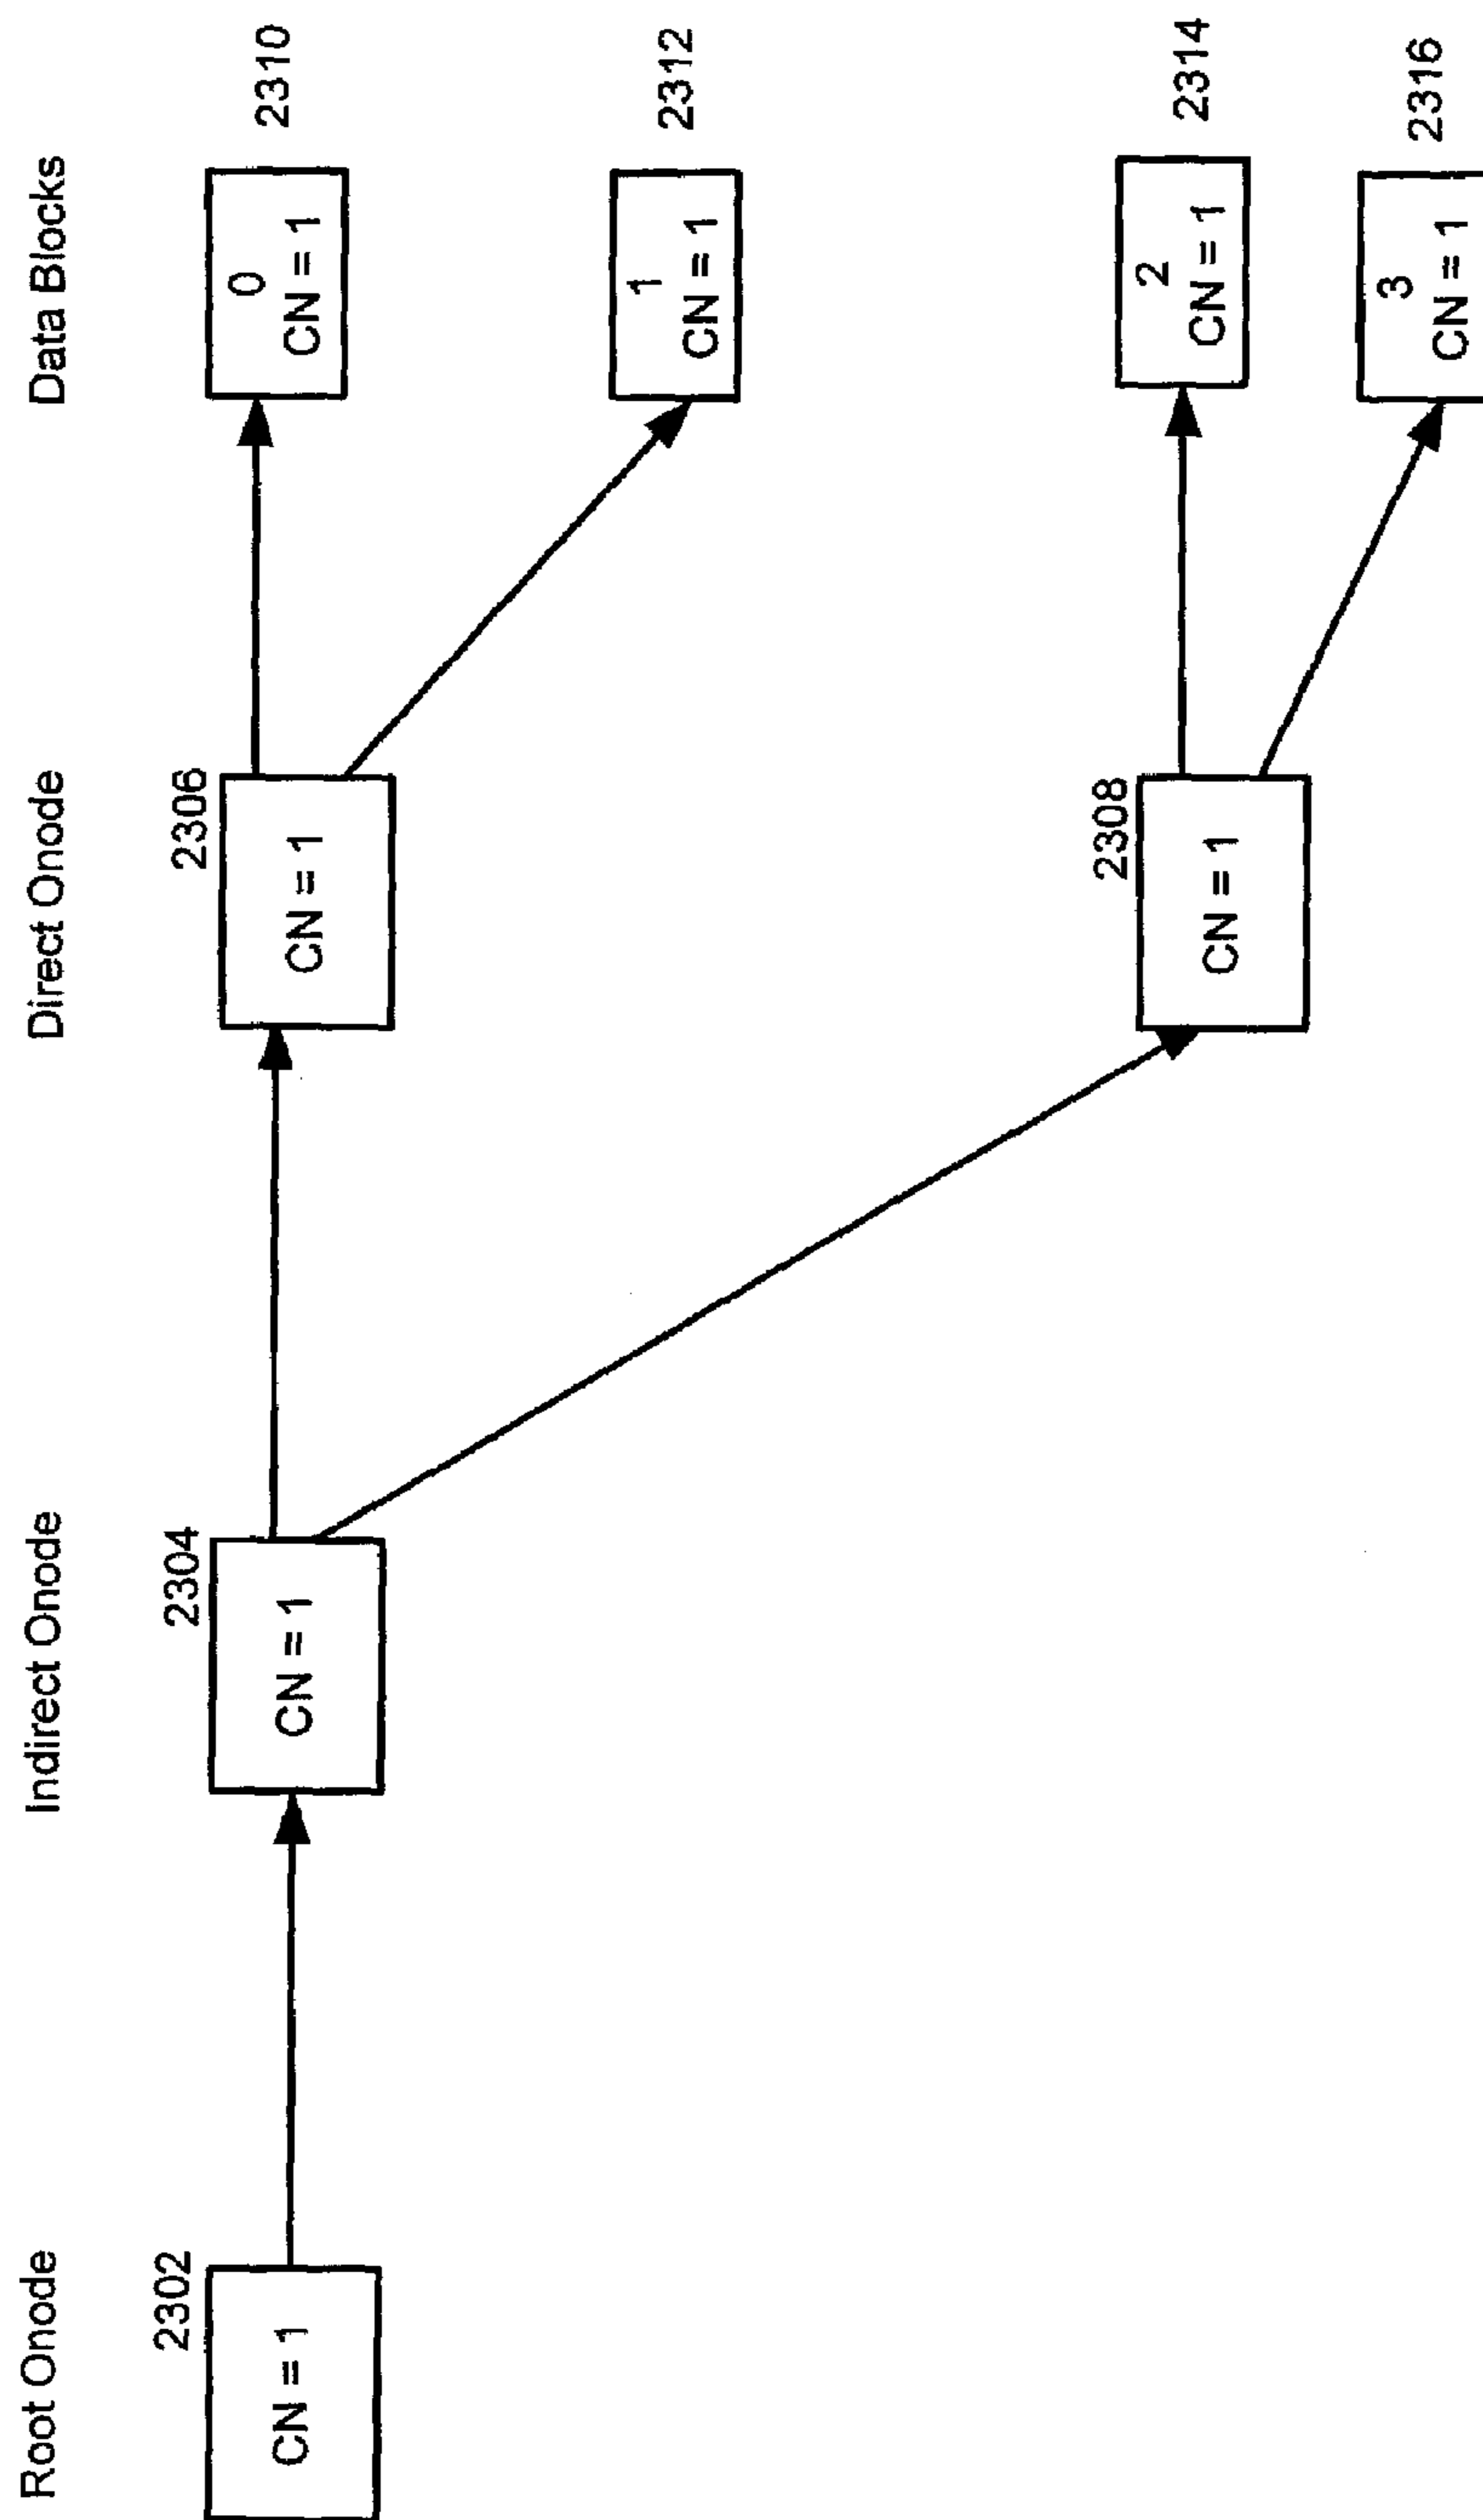 Root Onode
Indirect Onode
Direct Onode
Data Blocks
2302
CN = 1
2304
CN = 1
2306
CN = 1
0
CN = 1
2310
1
CN = 1
2312
2308
CN = 1
2
CN = 1
2314
3
CN = 1
2316